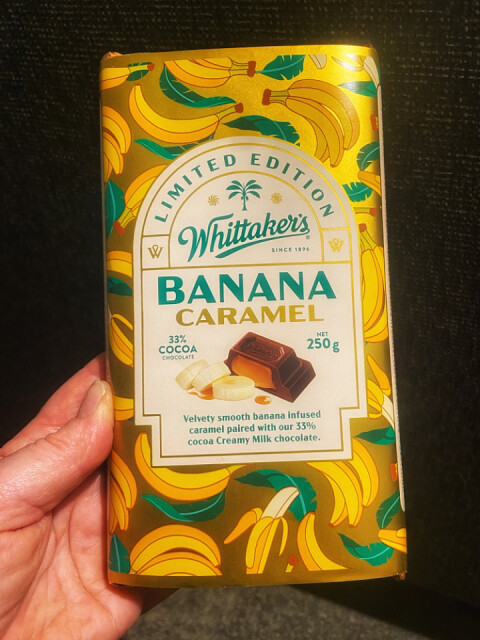 LIMITED EDITION
Whittaker's
SINCE 1896
BANANA
CARAMEL
33%
COCOA
CHOCOLATE
NET
250g
Velvety smooth banana infused
caramel paired with our 33%
cocoa Creamy Milk chocolate.